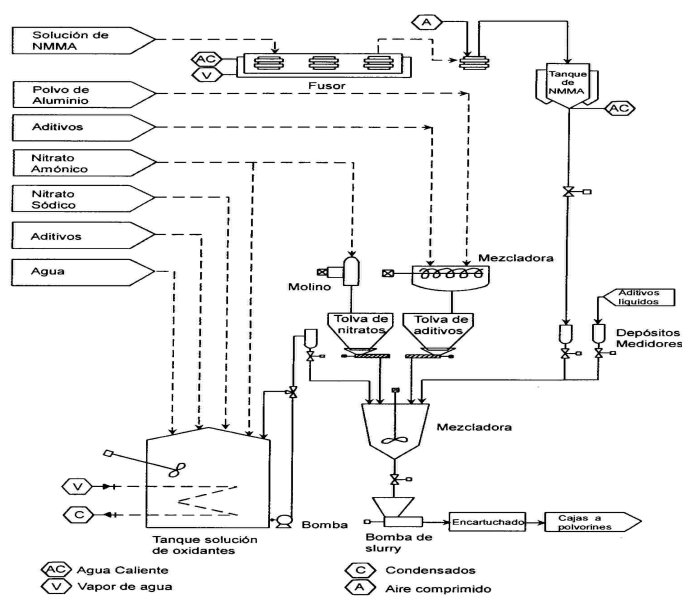 Solución de
NMMA
AC
V
Fusor
A
Tanque
de
NMMA
AC
Polvo de
Aluminio
Aditivos
Nitrato
Amónico
Nitrato
Sódico
Aditivos
Agua
Molino
Mezcladora
Tolva de
nitratos
Tolva de
aditivos
Aditivos
líquidos
Depósitos
Medidores
Mezcladora
V
C
Bomba
Tanque solución
de oxidantes
Bomba de
slurry
Encartuchado
Cajas a
polvorines
AC Agua Caliente
V Vapor de agua
C Condensados
A Aire comprimido